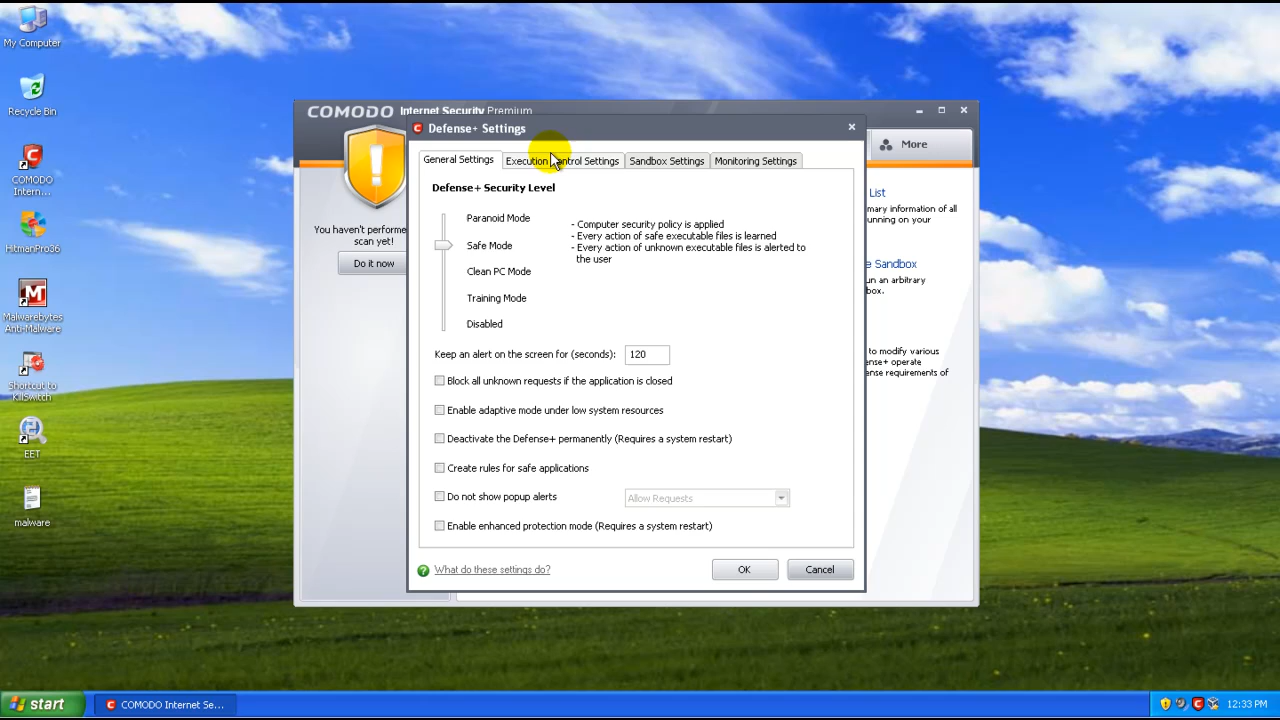 My Computer
Recycle Bin
COMODO
Intern...
HitmanPro36
Malwarebytes
Anti-Malware
Shortcut to
KillSwitch
EET
malware
COMODO Internet Security Premium
More
You haven't performe
scan yet!
Do it now
Defense+ Settings
General Settings
Execution Control Settings
Sandbox Settings
Monitoring Settings
Defense+ Security Level
Paranoid Mode
Safe Mode
Clean PC Mode
Training Mode
Disabled
- Computer security policy is applied
- Every action of safe executable files is learned
- Every action of unknown executable files is alerted to
the user
Keep an alert on the screen for (seconds): 120
Block all unknown requests if the application is closed
Enable adaptive mode under low system resources
Deactivate the Defense+ permanently (Requires a system restart)
Create rules for safe applications
Do not show popup alerts
Allow Requests
Enable enhanced protection mode (Requires a system restart)
What do these settings do?
OK
Cancel
List
mary information of all
unning on your
e Sandbox
un an arbitrary
box.
to modify various
ense+ operate
ense requirements of
start
COMODO Internet Se...
12:33 PM